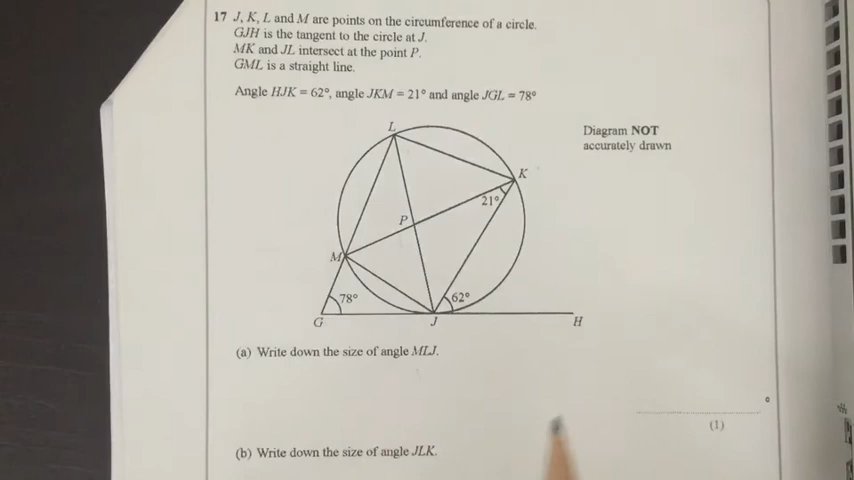 17 J, K, L and M are points on the circumference of a circle.
GJH is the tangent to the circle at J.
MK and JL intersect at the point P.
GML is a straight line.
Angle HJK = 62°, angle JKM = 21° and angle JGL = 78°
Diagram NOT
accurately drawn
L
K
21°
P
M
78°
62°
G
J
H
(a) Write down the size of angle MLJ.
°
(1)
(b) Write down the size of angle JLK.